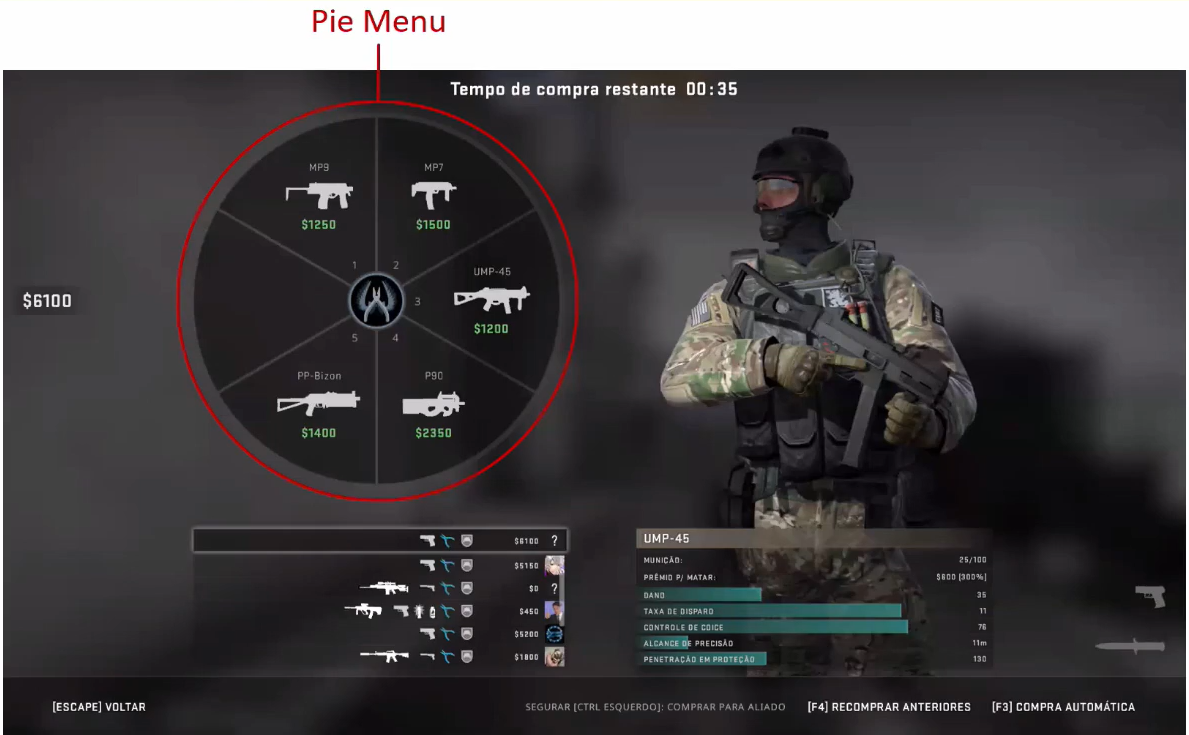 Pie Menu
Tempo de compra restante 00:35
MP9
$1250
MP7
$1500
1
2
$6100
UMP-45
3
$1200
5
4
PP-Bizon
$1400
P90
$2350
$6100 ?
$5150
$0 ?
$450
$5200
$1800
UMP-45
MUNIÇÃO: 25/100
PRÊMIO P/ MATAR: $600 [300%]
DANO 35
TAXA DE DISPARO 11
CONTROLE DE COICE 76
ALCANCE DE PRECISÃO 11m
PENETRAÇÃO EM PROTEÇÃO 130
[ESCAPE] VOLTAR
SEGURAR [CTRL ESQUERDO]: COMPRAR PARA ALIADO
[F4] RECOMPRAR ANTERIORES
[F3] COMPRA AUTOMÁTICA